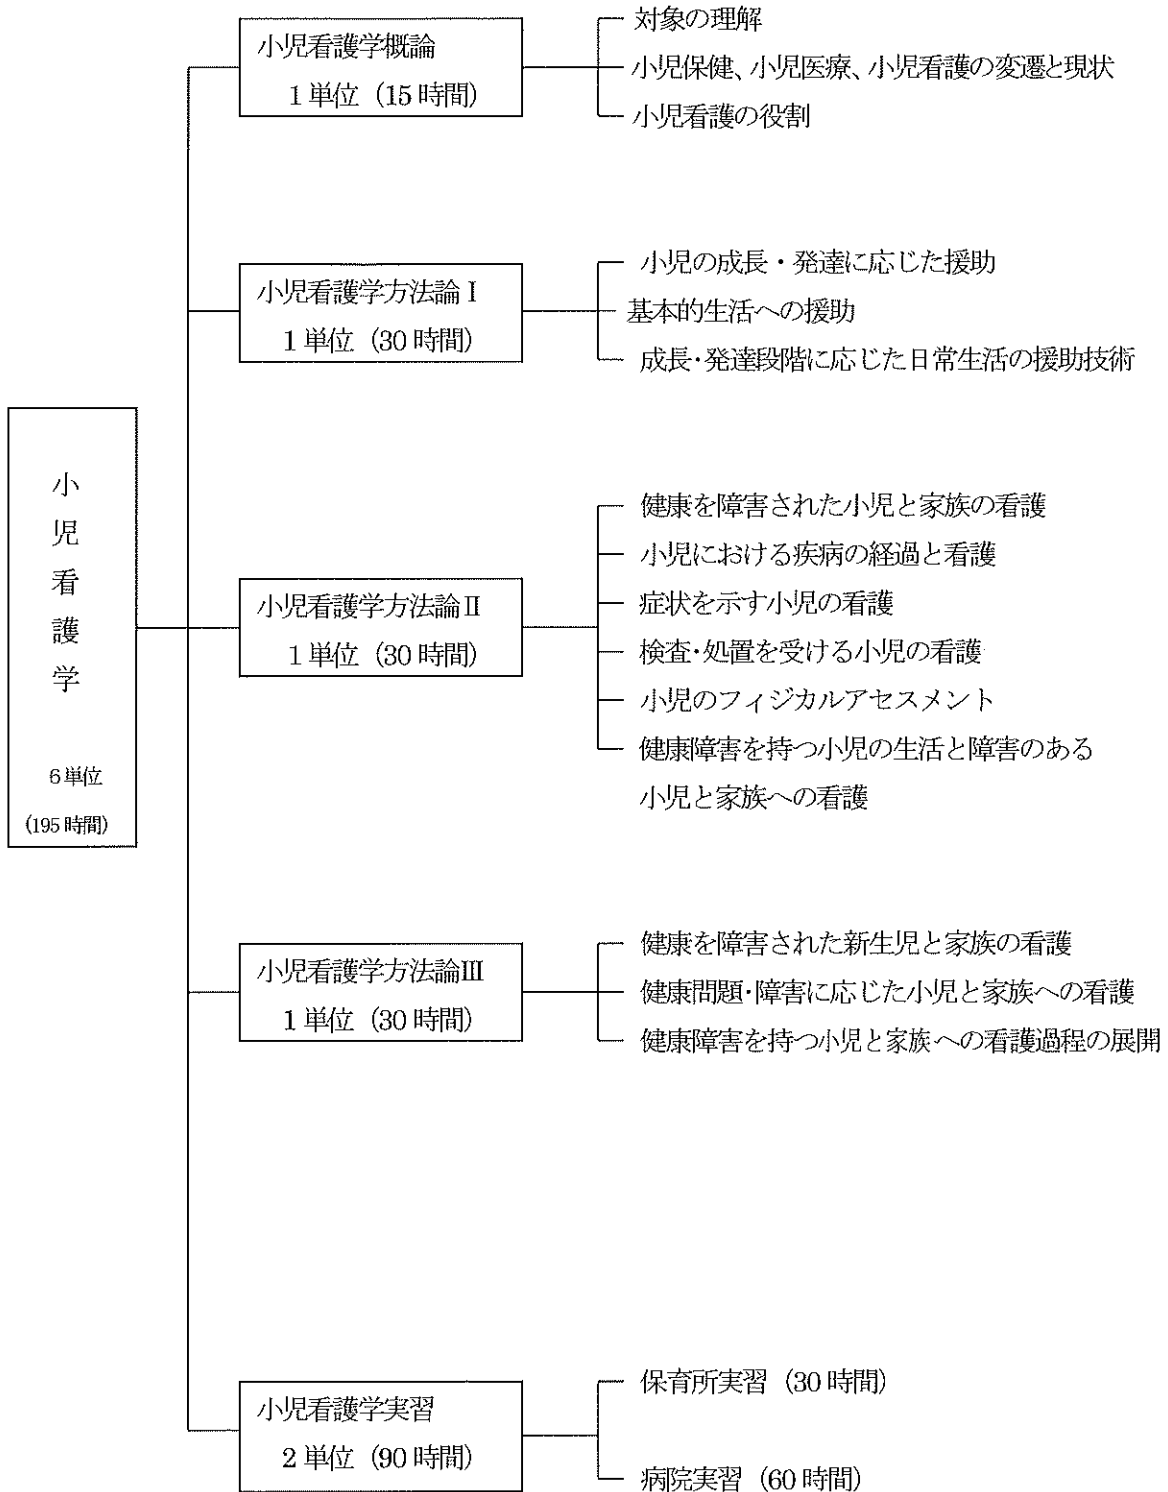 小児看護学
6単位
(195時間)
小児看護学概論
1単位（15時間）
対象の理解
小児保健、小児医療、小児看護の変遷と現状
小児看護の役割
小児看護学方法論Ⅰ
1単位（30時間）
小児の成長・発達に応じた援助
基本的生活への援助
成長・発達段階に応じた日常生活の援助技術
小児看護学方法論Ⅱ
1単位（30時間）
健康を障害された小児と家族の看護
小児における疾病の経過と看護
症状を示す小児の看護
検査・処置を受ける小児の看護
小児のフィジカルアセスメント
健康障害を持つ小児の生活と障害のある
小児と家族への看護
小児看護学方法論Ⅲ
1単位（30時間）
健康を障害された新生児と家族の看護
健康問題・障害に応じた小児と家族への看護
健康障害を持つ小児と家族への看護過程の展開
小児看護学実習
2単位（90時間）
保育所実習（30時間）
病院実習（60時間）